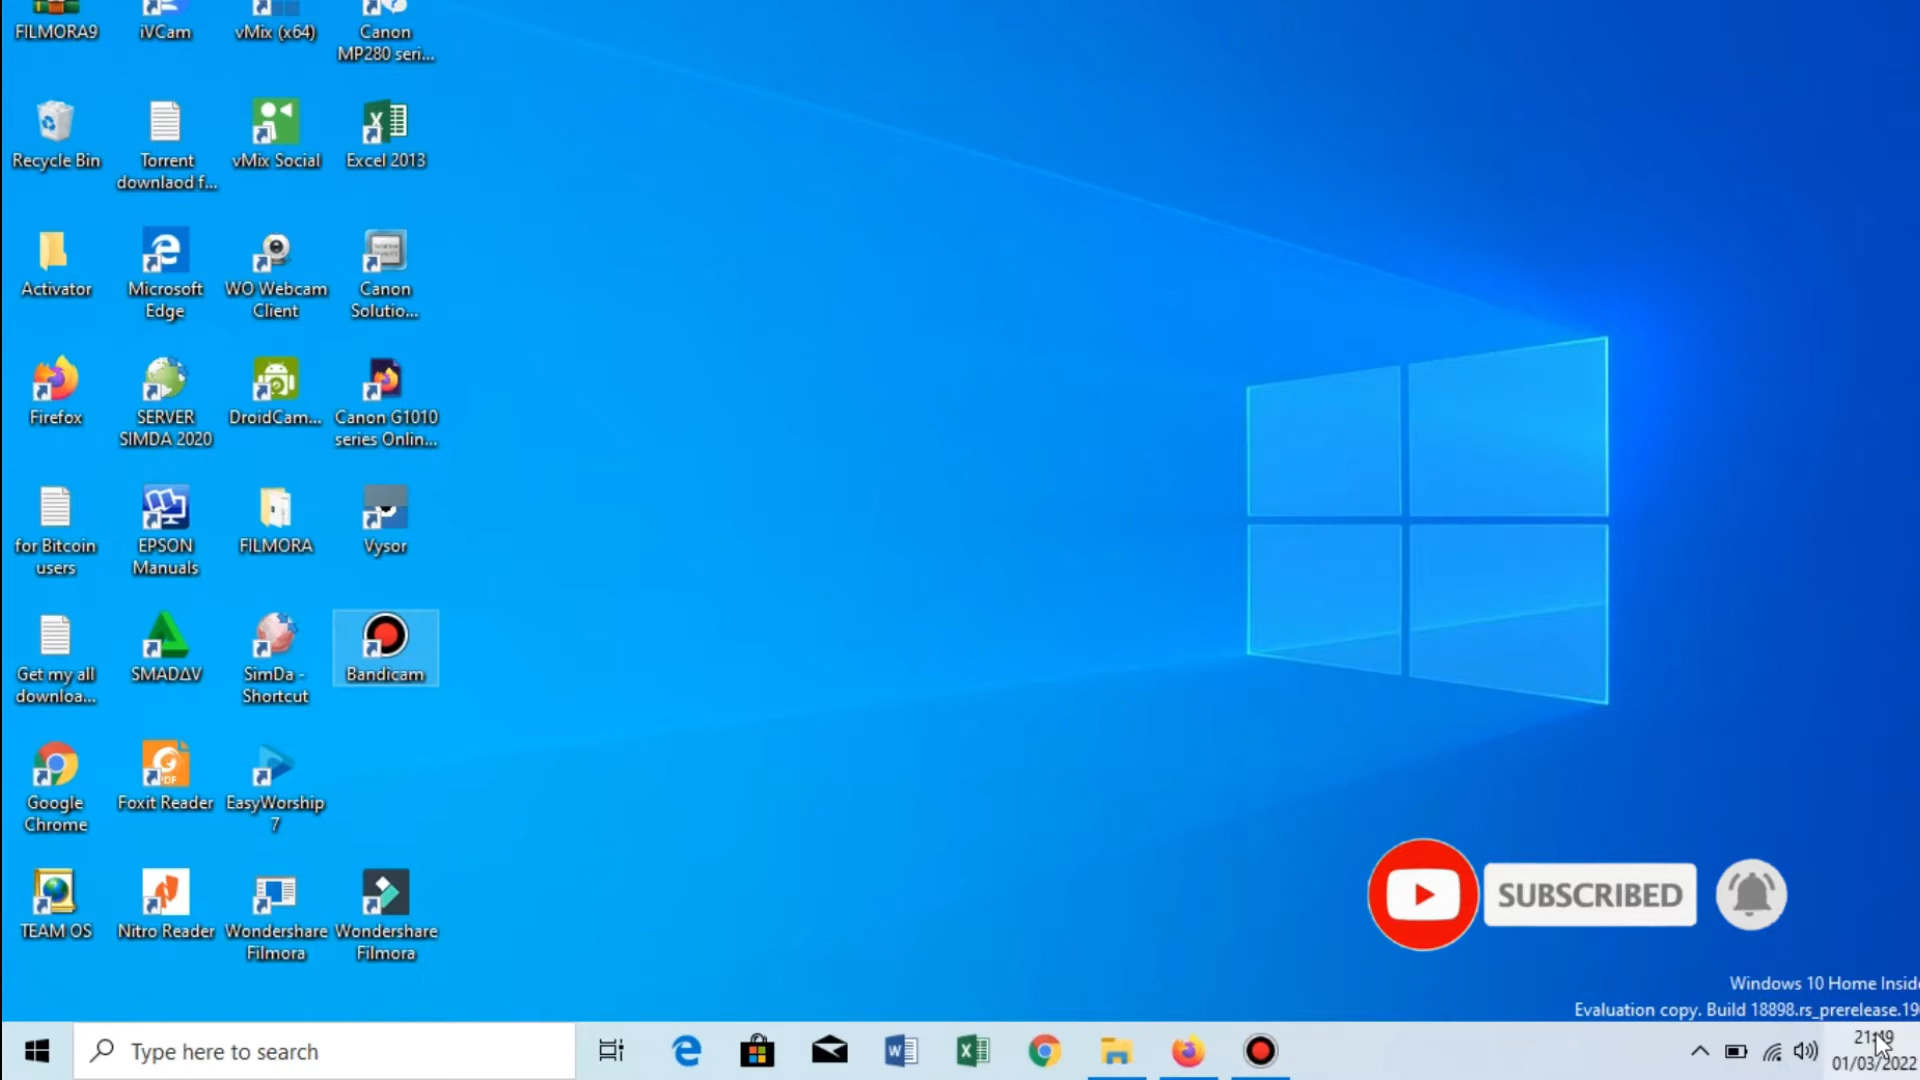 FILMORA9
iVCam
vMix (x64)
Canon
MP280 seri...
Recycle Bin
Torrent
downlaod f...
vMix Social
Excel 2013
Activator
Microsoft
Edge
WO Webcam
Client
Canon
Solutio...
Firefox
SERVER
SIMDA 2020
DroidCam...
Canon G1010
series Onlin...
for Bitcoin
users
EPSON
Manuals
FILMORA
Vysor
Get my all
downloa...
SMADΔV
SimDa -
Shortcut
Bandicam
Google
Chrome
Foxit Reader
EasyWorship
7
TEAM OS
Nitro Reader
Wondershare
Filmora
Wondershare
Filmora
SUBSCRIBED
Windows 10 Home Insid
Evaluation copy. Build 18898.rs_prerelease.19
Type here to search
21:49
01/03/2022